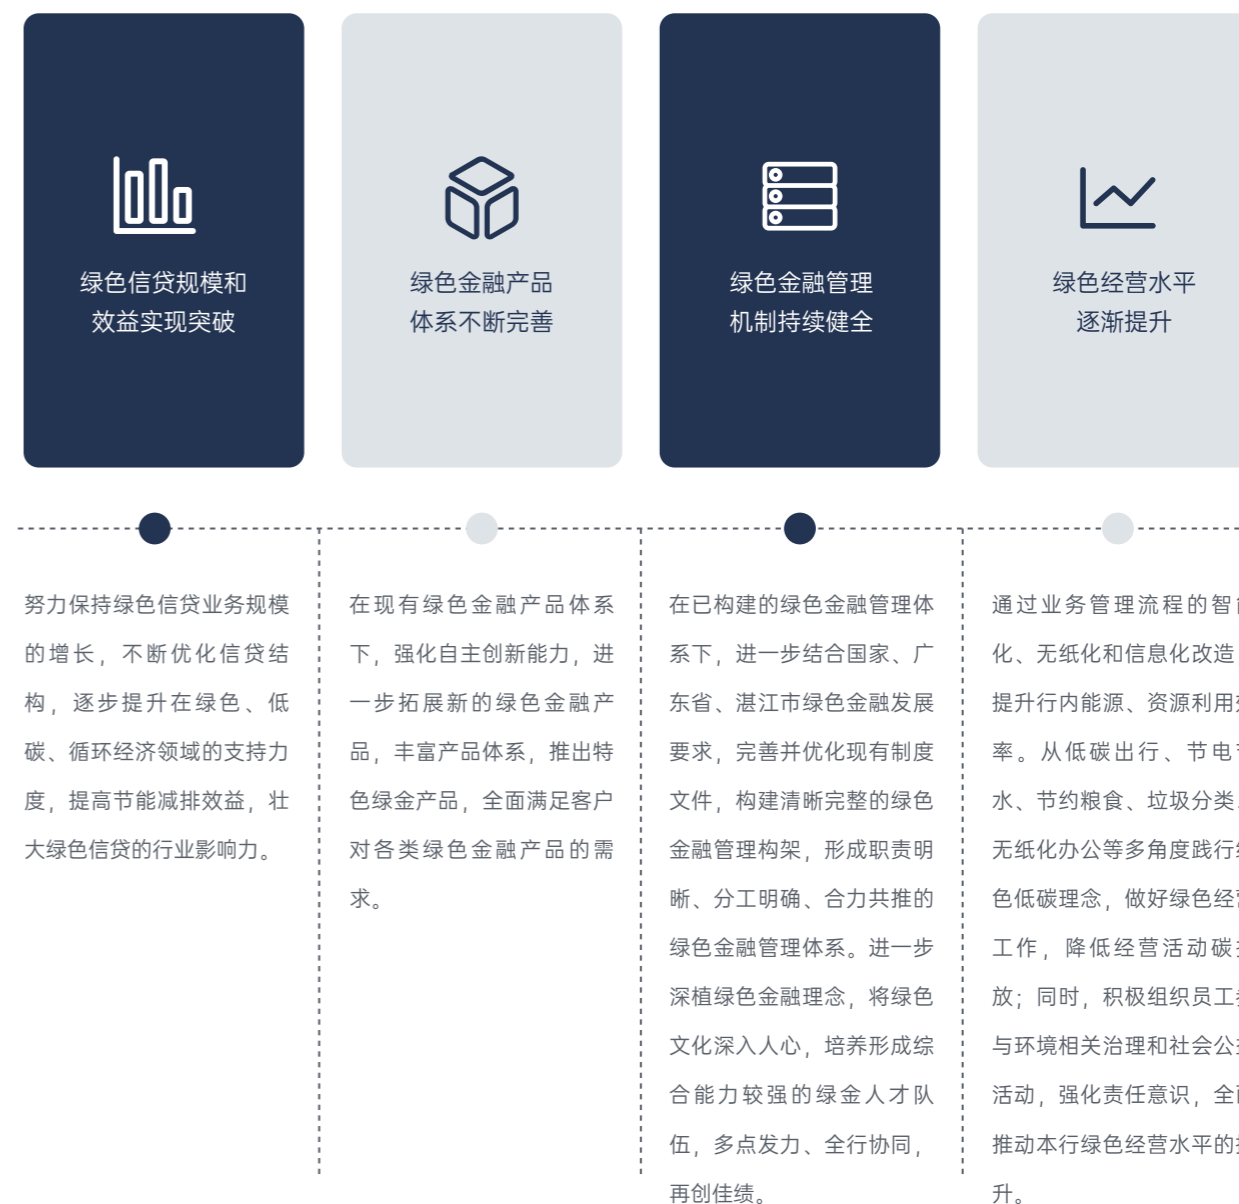 绿色信贷规模和
效益实现突破
绿色金融产品
体系不断完善
绿色金融管理
机制持续健全
绿色经营水平
逐渐提升
努力保持绿色信贷业务规模
的增长，不断优化信贷结
构，逐步提升在绿色、低
碳、循环经济领域的支持力
度，提高节能减排效益，壮
大绿色信贷的行业影响力。
在现有绿色金融产品体系
下，强化自主创新能力，进
一步拓展新的绿色金融产
品，丰富产品体系，推出特
色绿金产品，全面满足客户
对各类绿色金融产品的需
求。
在已构建的绿色金融管理体
系下，进一步结合国家、广
东省、湛江市绿色金融发展
要求，完善并优化现有制度
文件，构建清晰完整的绿色
金融管理构架，形成职责明
晰、分工明确、合力共推的
绿色金融管理体系。进一步
深植绿色金融理念，将绿色
文化深入人心，培养形成综
合能力较强的绿金人才队
伍，多点发力、全行协同，
再创佳绩。
通过业务管理流程的智
化、无纸化和信息化改造
提升行内能源、资源利用
率。从低碳出行、节电
水、节约粮食、垃圾分类、
无纸化办公等多角度践行
色低碳理念，做好绿色经
工作，降低经营活动碳
放；同时，积极组织员工
与环境相关治理和社会公
活动，强化责任意识，全
推动本行绿色经营水平的
升。